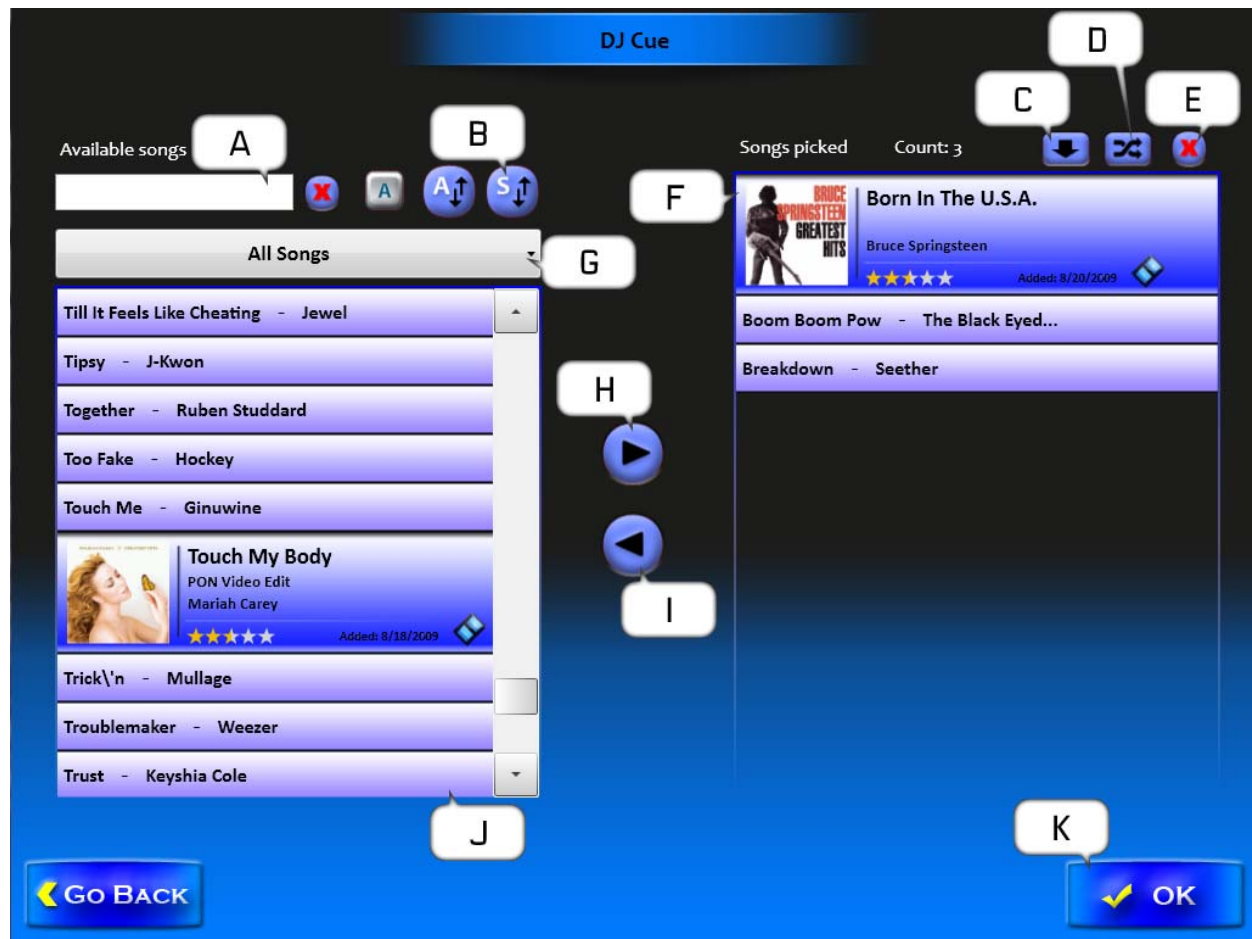 DJ Cue
D
C
E
A
B
Available songs
Songs picked Count: 3
A
A
S
F
BRUCE
SPRINGSTEEN
GREATEST
HITS
Born In The U.S.A.
Bruce Springsteen
Added: 8/20/2009
All Songs
G
Till It Feels Like Cheating - Jewel
Boom Boom Pow - The Black Eyed...
Tipsy - J-Kwon
Breakdown - Seether
H
Together - Ruben Studdard
Too Fake - Hockey
Touch Me - Ginuwine
Touch My Body
PON Video Edit
Mariah Carey
Added: 8/18/2009
I
Trick\'n - Mullage
Troublemaker - Weezer
Trust - Keyshia Cole
J
K
GO BACK
OK